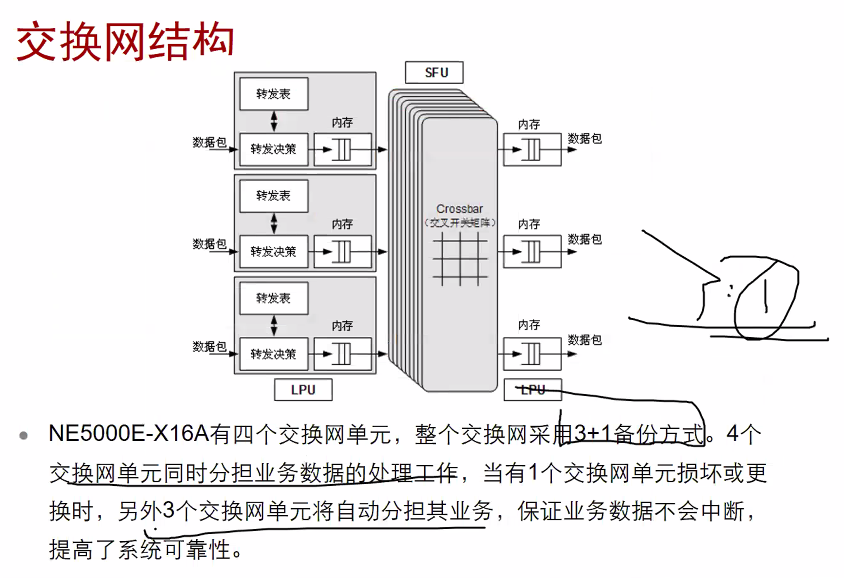 交换网结构
SFU
转发表
内存
内存
数据包
转发决策
数据包
转发表
Crossbar
(交叉开关矩阵)
内存
内存
数据包
转发决策
数据包
转发表
内存
内存
数据包
转发决策
数据包
LPU
LPU
NE5000E-X16A有四个交换网单元，整个交换网采用3+1备份方式。4个
交换网单元同时分担业务数据的处理工作，当有1个交换网单元损坏或更
换时，另外3个交换网单元将自动分担其业务，保证业务数据不会中断，
提高了系统可靠性。